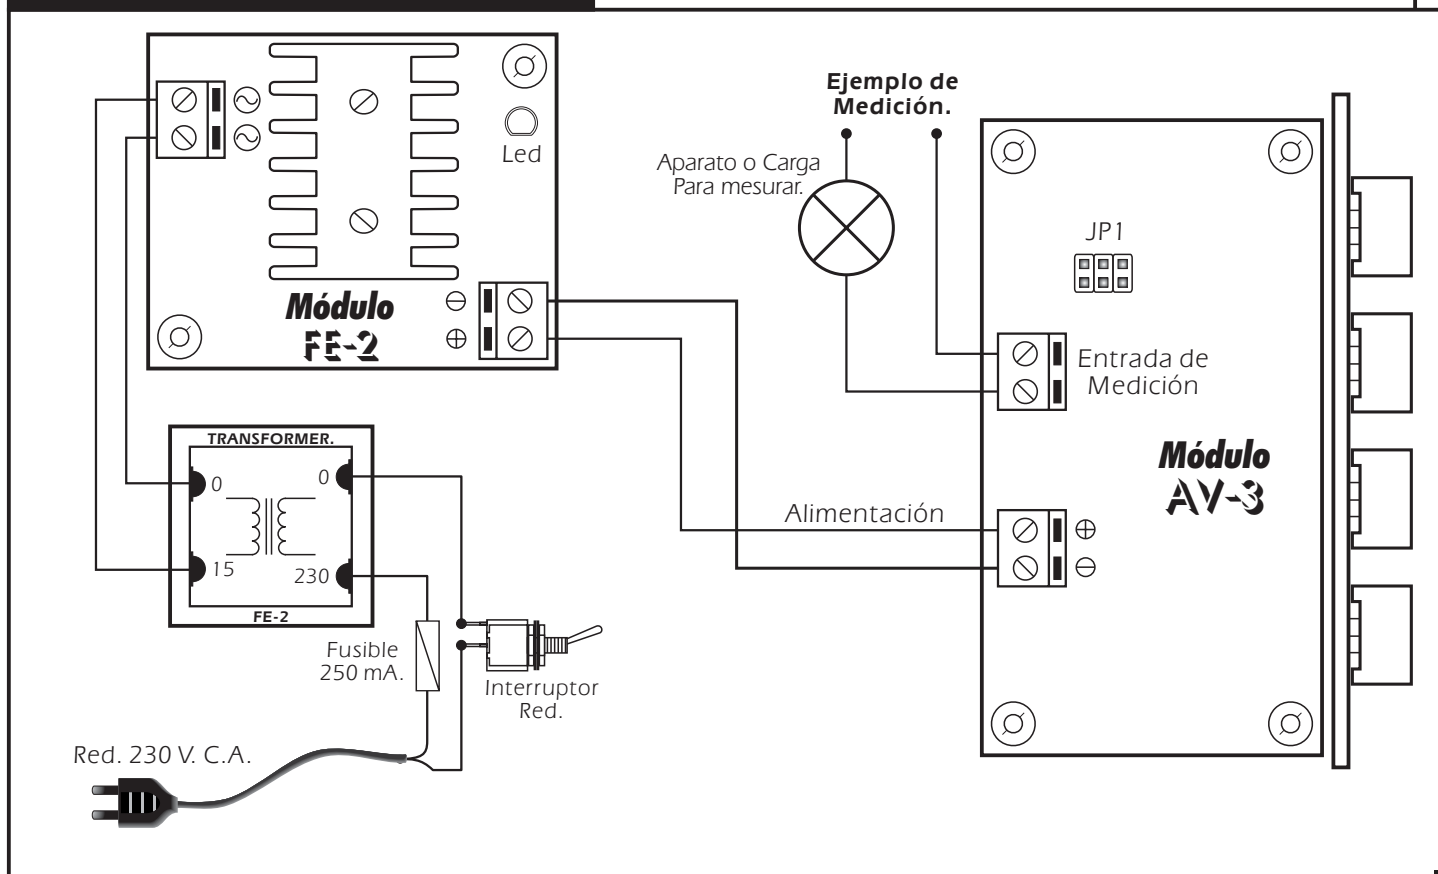 Led
Módulo
FE-2
Ejemplo de
Medición.
Aparato o Carga
Para mesurar.
JP1
Entrada de
Medición
Módulo
AV-3
Alimentación
TRANSFORMER.
0
0
15
230
FE-2
Fusible
250 mA.
Interruptor
Red.
Red. 230 V. C.A.